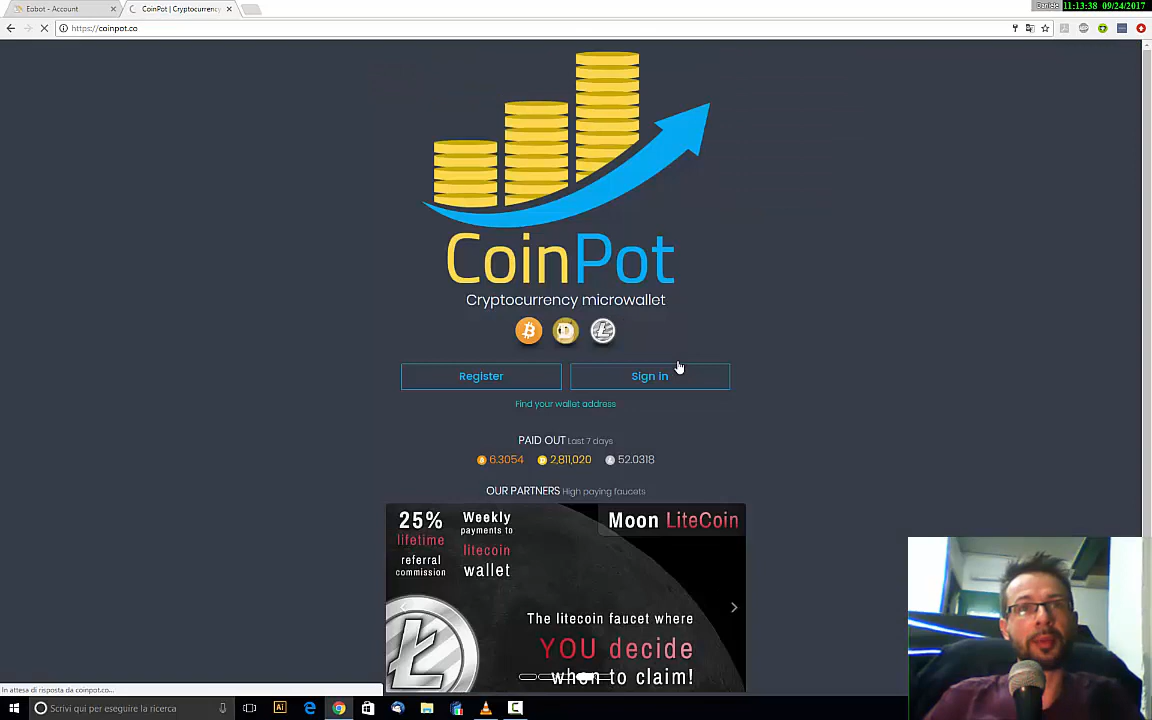 Eobot - Account
CoinPot | Cryptocurrency
Daniele
11:13:38 09/24/2017
https://coinpot.co
CoinPot
Cryptocurrency microwallet
Register
Sign in
Find your wallet address
PAID OUT Last 7 days
6.3054 2,811,020 52.0318
OUR PARTNERS High paying faucets
25%
lifetime
referral
commission
Weekly
payments to
litecoin
wallet
Moon LiteCoin
The litecoin faucet where
YOU decide
when to claim!
In attesa di risposta da coinpot.co...
Scrivi qui per eseguire la ricerca
Ai